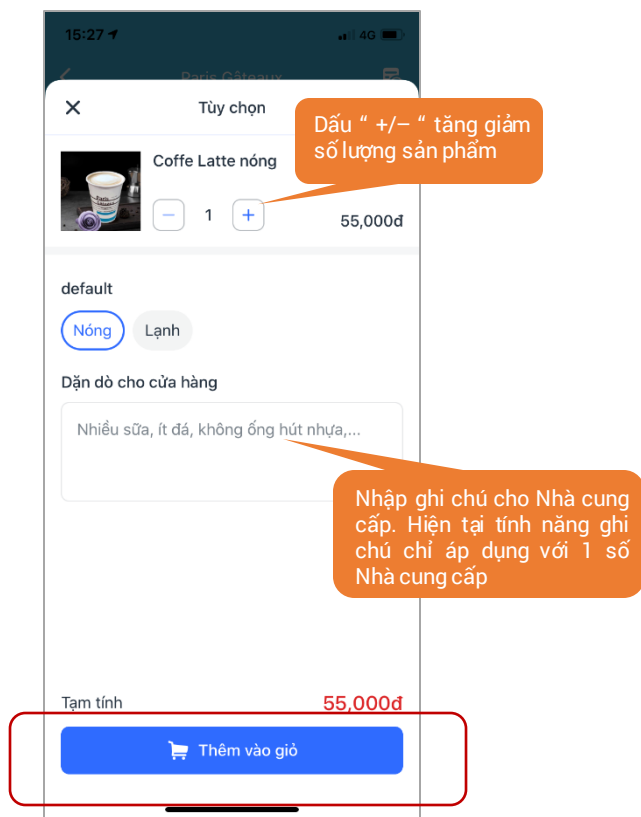 15:27
4G
Paris Gâteaux
Tùy chọn
Dấu “ +/– “ tăng giảm
số lượng sản phẩm
Coffe Latte nóng
− 1 +
55,000đ
default
Nóng
Lạnh
Dặn dò cho cửa hàng
Nhiều sữa, ít đá, không ống hút nhựa,...
Nhập ghi chú cho Nhà cung
cấp. Hiện tại tính năng ghi
chú chỉ áp dụng với 1 số
Nhà cung cấp
Tạm tính
55,000đ
Thêm vào giỏ